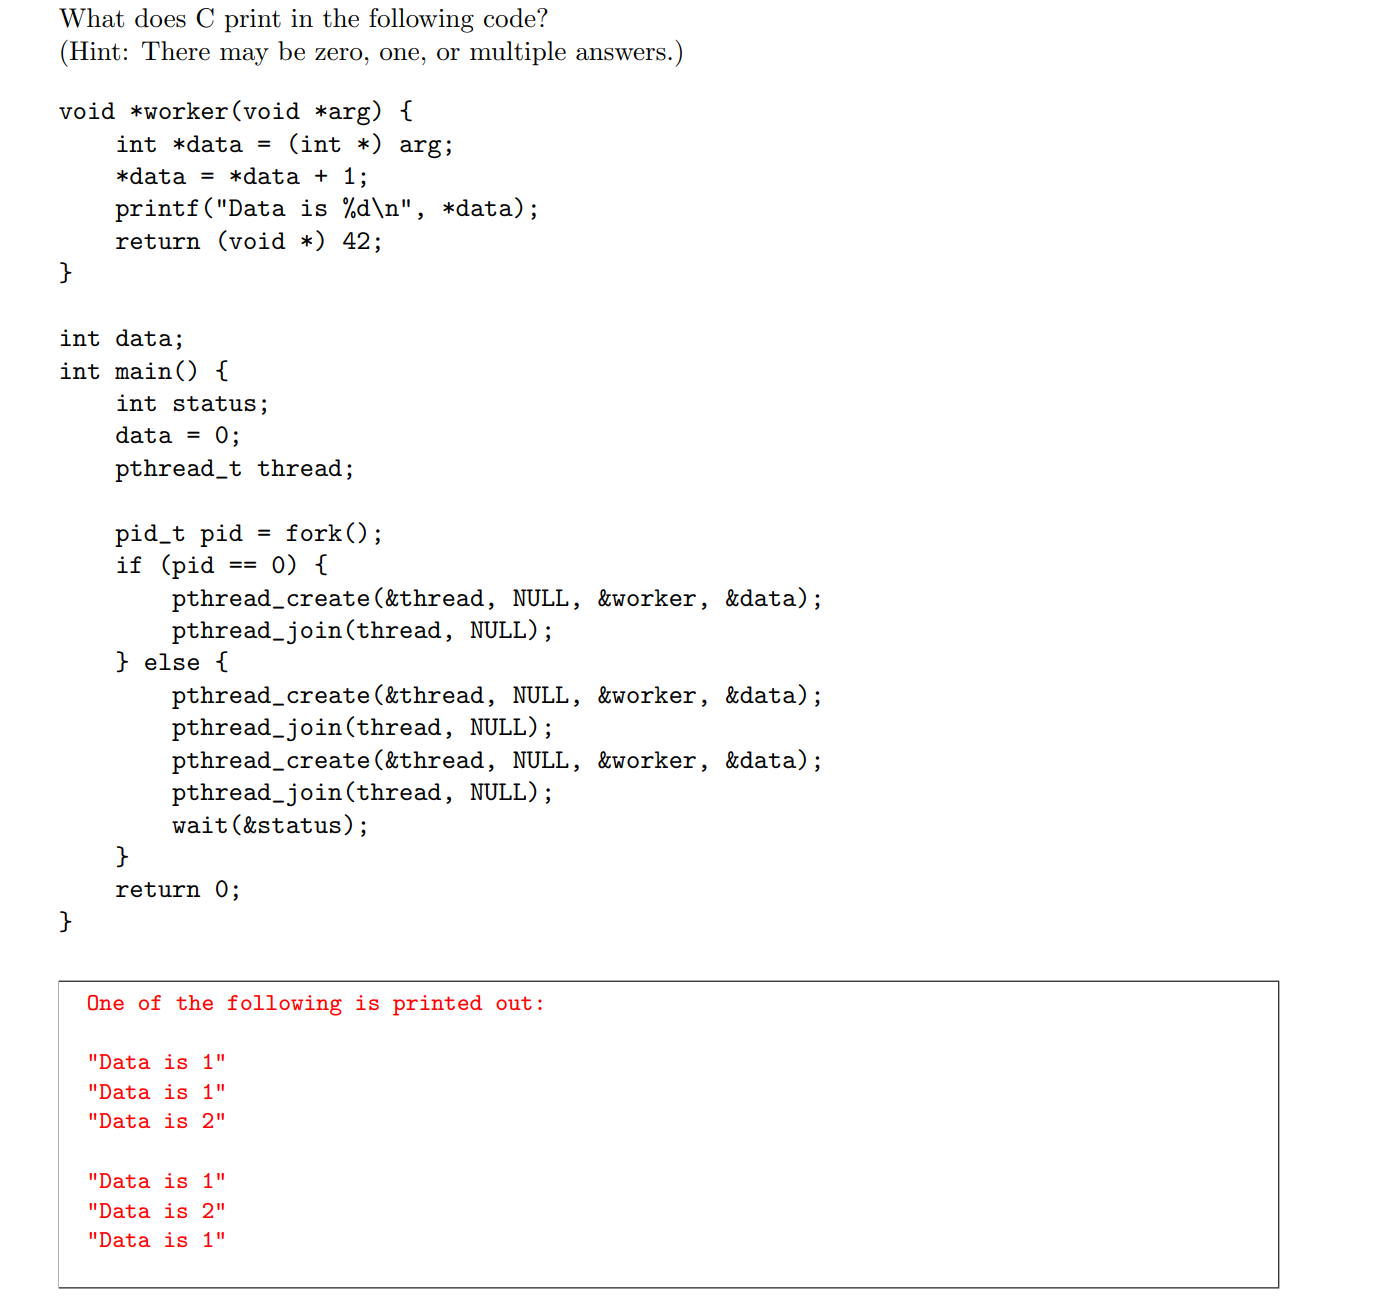 What does C print in the following code?
(Hint: There may be zero, one, or multiple answers.)
void *worker(void *arg) {
    int *data = (int *) arg;
    *data = *data + 1;
    printf("Data is %d\n", *data);
    return (void *) 42;
}
int data;
int main() {
    int status;
    data = 0;
    pthread_t thread;
    pid_t pid = fork();
    if (pid == 0) {
        pthread_create(&thread, NULL, &worker, &data);
        pthread_join(thread, NULL);
    } else {
        pthread_create(&thread, NULL, &worker, &data);
        pthread_join(thread, NULL);
        pthread_create(&thread, NULL, &worker, &data);
        pthread_join(thread, NULL);
        wait(&status);
    }
    return 0;
}
One of the following is printed out:
"Data is 1"
"Data is 1"
"Data is 2"
"Data is 1"
"Data is 2"
"Data is 1"